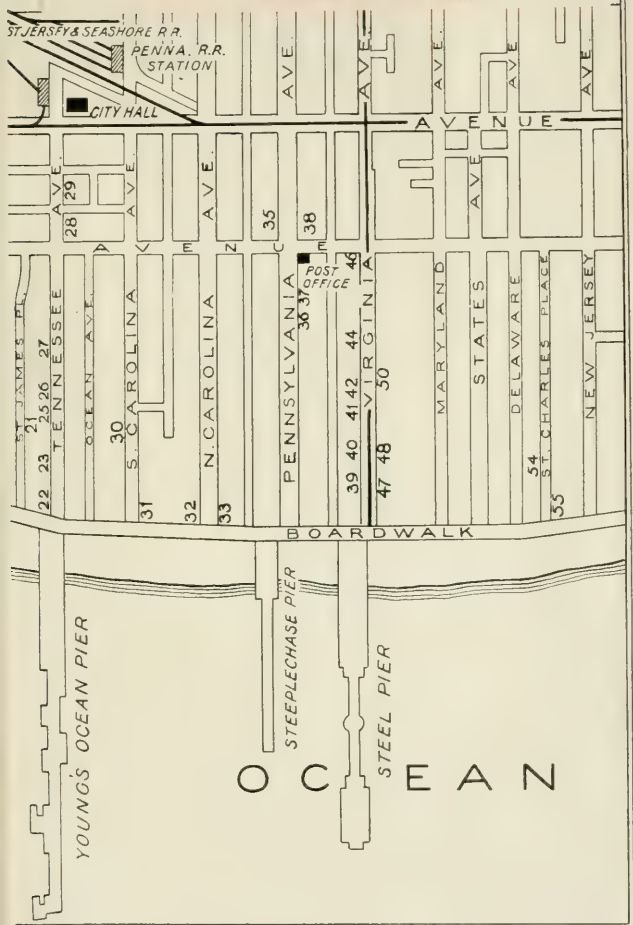 ST JERSEY & SEASHORE R.R.
PENNA. R.R.
STATION
CITY HALL
AVE.
AVE.
AVE.
AVE
AVE.
AVENUE
AVE.
AVE.
AVE.
AVE
29
28
35
38
AVENUE
POST
OFFICE
46
36 37
ST JAMES PL.
TENNESSEE
OCEAN AVE.
S. CAROLINA
N. CAROLINA
PENNSYLVANIA
VIRGINIA
MARYLAND
STATES
DELAWARE
ST. CHARLES PLACE
NEW JERSEY
21
22 23 25 26 27
30
31
32
33
39 40 41 42 44
47 48 50
54
55
BOARDWALK
YOUNG'S OCEAN PIER
STEEPLECHASE PIER
STEEL PIER
OCEAN